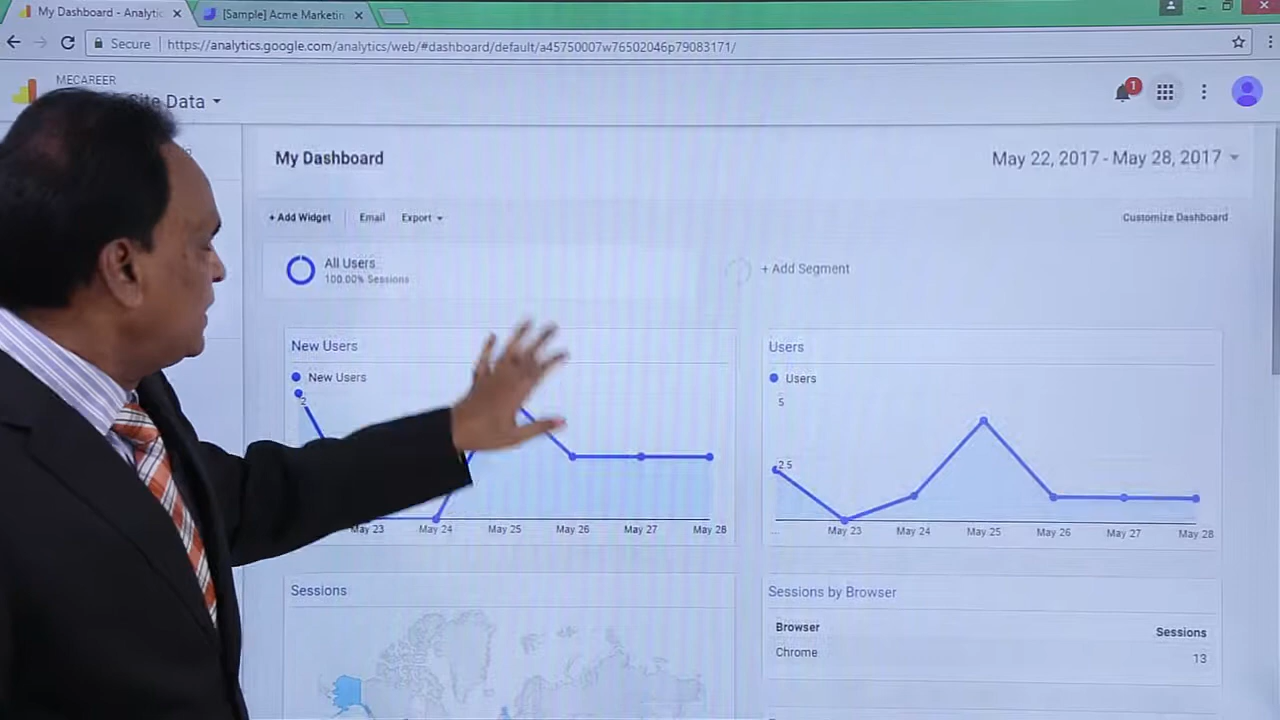 My Dashboard - Analytic
[Sample] Acme Marketin
Secure
https://analytics.google.com/analytics/web/#dashboard/default/a45750007w76502046p79083171/
MECAREER
Site Data
1
My Dashboard
May 22, 2017 - May 28, 2017
+ Add Widget
Email
Export
Customize Dashboard
All Users
100.00% Sessions
+ Add Segment
New Users
New Users
2
May 23
May 24
May 25
May 26
May 27
May 28
Users
Users
5
2.5
...
May 23
May 24
May 25
May 26
May 27
May 28
Sessions
Sessions by Browser
Browser
Sessions
Chrome
13